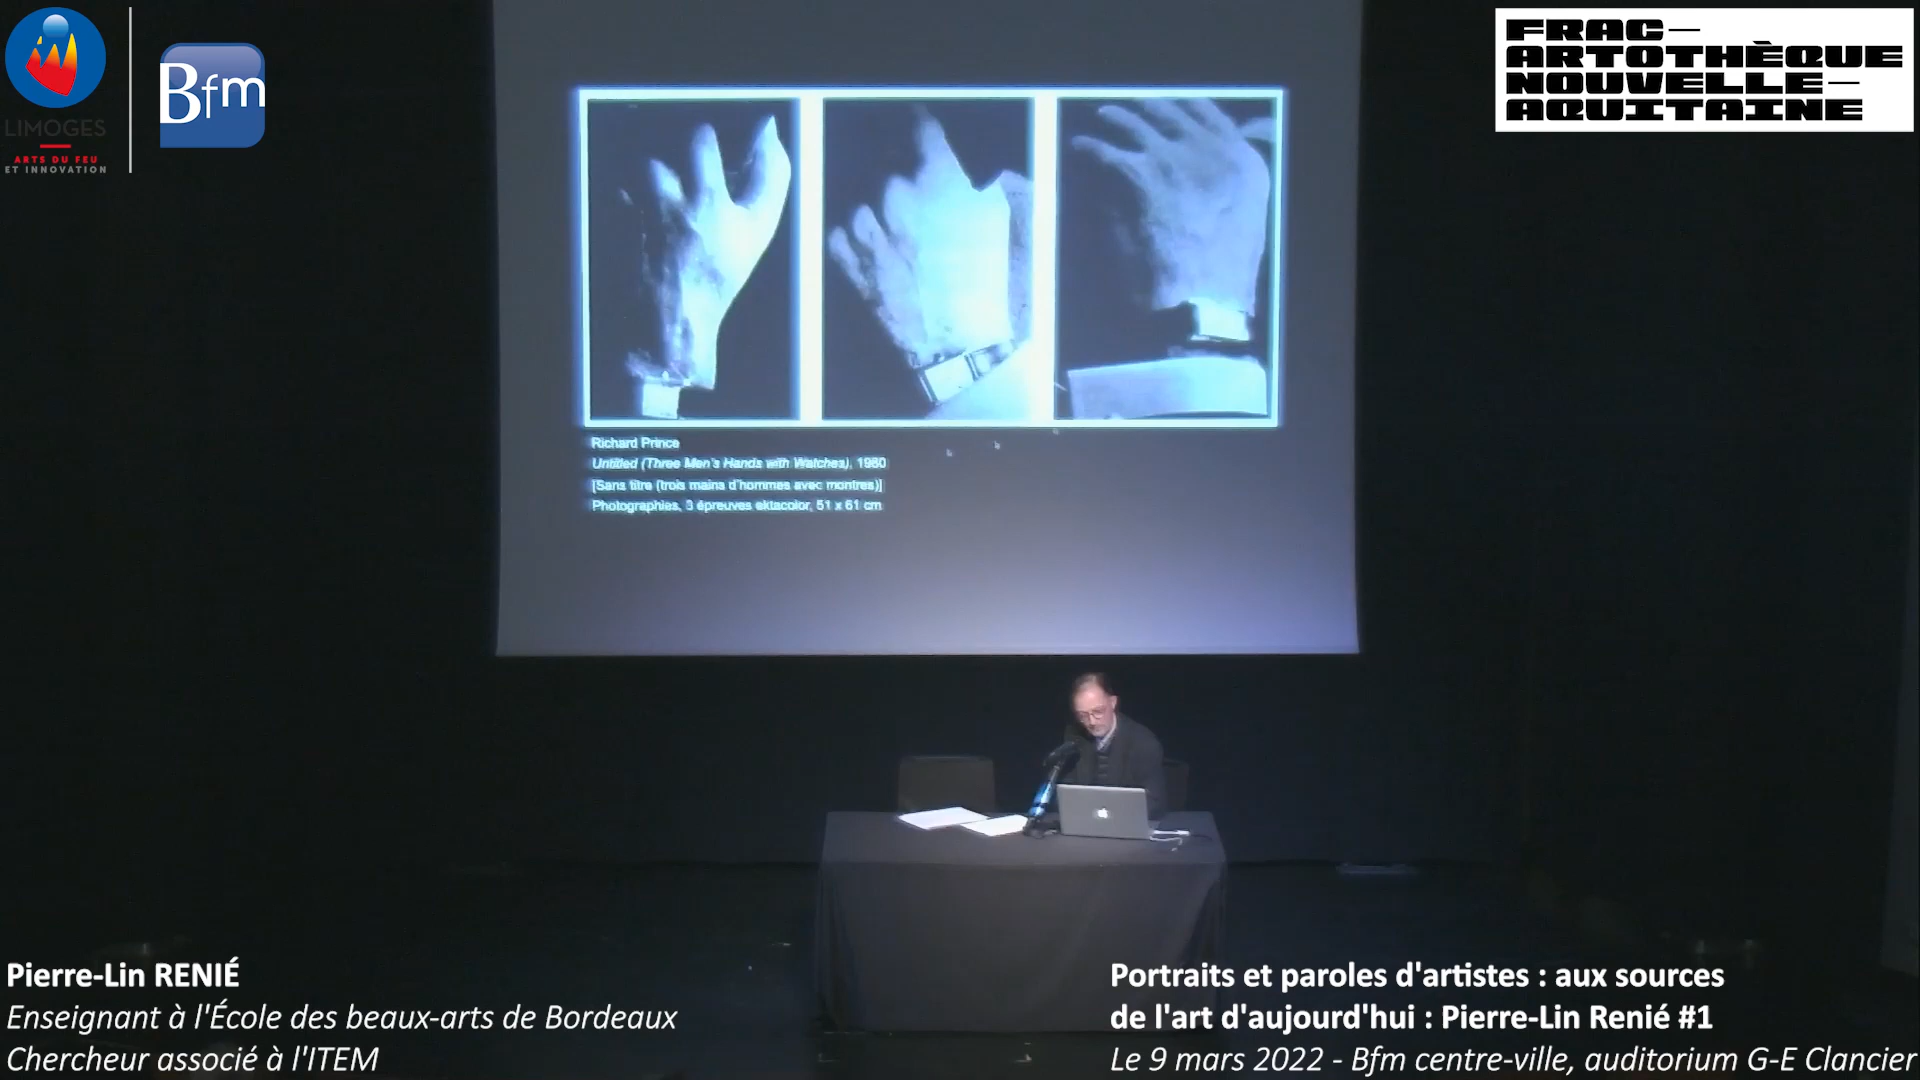 LIMOGES
ARTS DU FEU
ET INNOVATION
Bfm
FRAC—
ARTOTHÈQUE
NOUVELLE—
AQUITAINE
Richard Prince
Untitled (Three Men's Hands with Watches), 1980
[Sans titre (trois mains d'hommes avec montres)]
Photographies, 3 épreuves ektacolor, 51 x 61 cm
Pierre-Lin RENIÉ
Enseignant à l'École des beaux-arts de Bordeaux
Chercheur associé à l'ITEM
Portraits et paroles d'artistes : aux sources
de l'art d'aujourd'hui : Pierre-Lin Renié #1
Le 9 mars 2022 - Bfm centre-ville, auditorium G-E Clancier